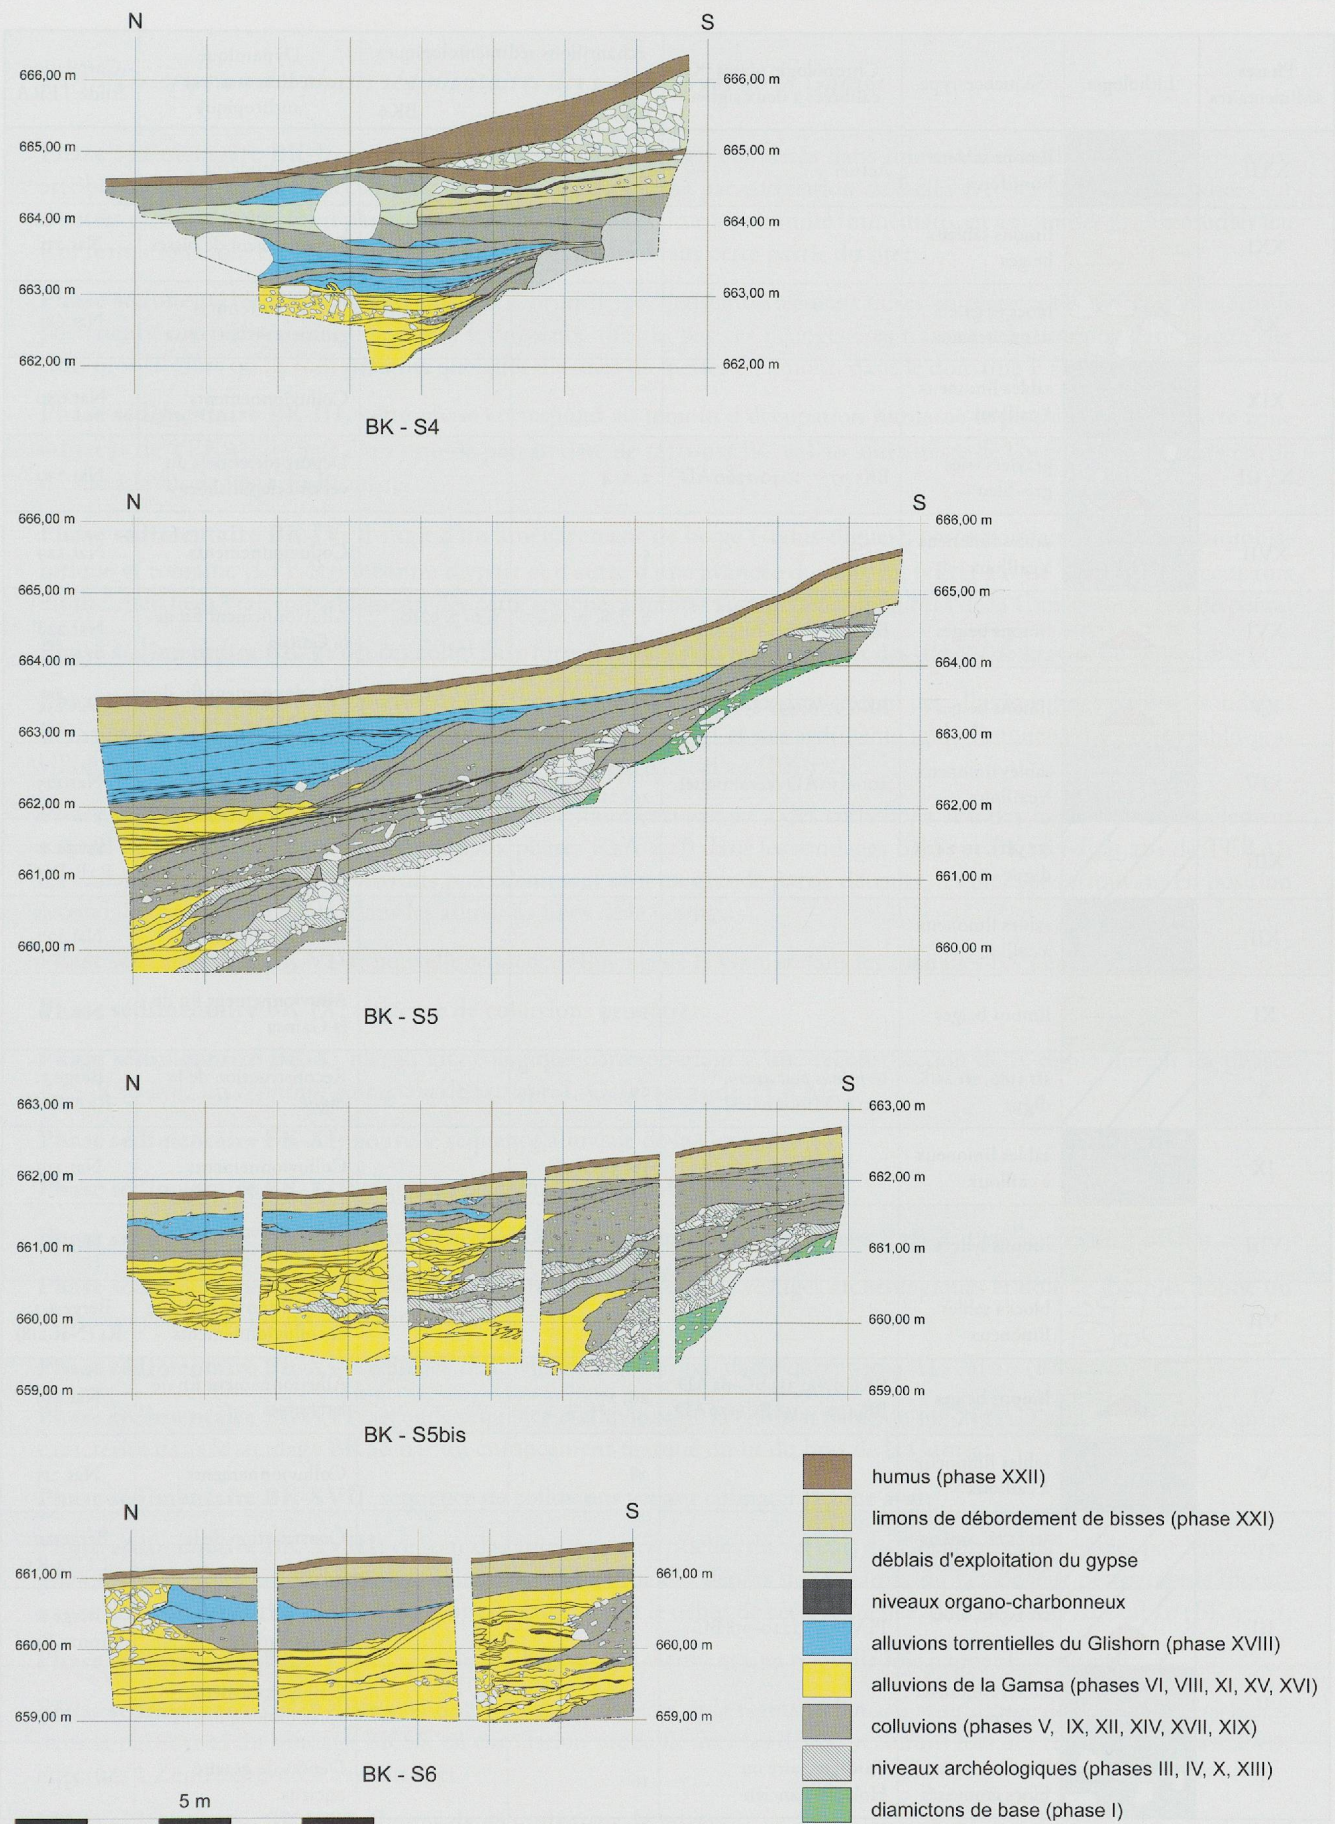 N
S
666,00 m
666,00 m
665,00 m
665,00 m
664,00 m
664,00 m
663,00 m
663,00 m
662,00 m
662,00 m
BK - S4
N
S
666,00 m
666,00 m
665,00 m
665,00 m
664,00 m
664,00 m
663,00 m
663,00 m
662,00 m
662,00 m
661,00 m
661,00 m
660,00 m
660,00 m
BK - S5
N
S
663,00 m
663,00 m
662,00 m
662,00 m
661,00 m
661,00 m
660,00 m
660,00 m
659,00 m
659,00 m
BK - S5bis
N
S
661,00 m
661,00 m
660,00 m
660,00 m
659,00 m
659,00 m
BK - S6
5 m
humus (phase XXII)
limons de débordement de bisses (phase XXI)
déblais d'exploitation du gypse
niveaux organo-charbonneux
alluvions torrentielles du Glishorn (phase XVIII)
alluvions de la Gamsa (phases VI, VIII, XI, XV, XVI)
colluvions (phases V, IX, XII, XIV, XVII, XIX)
niveaux archéologiques (phases III, IV, X, XIII)
diamictons de base (phase I)